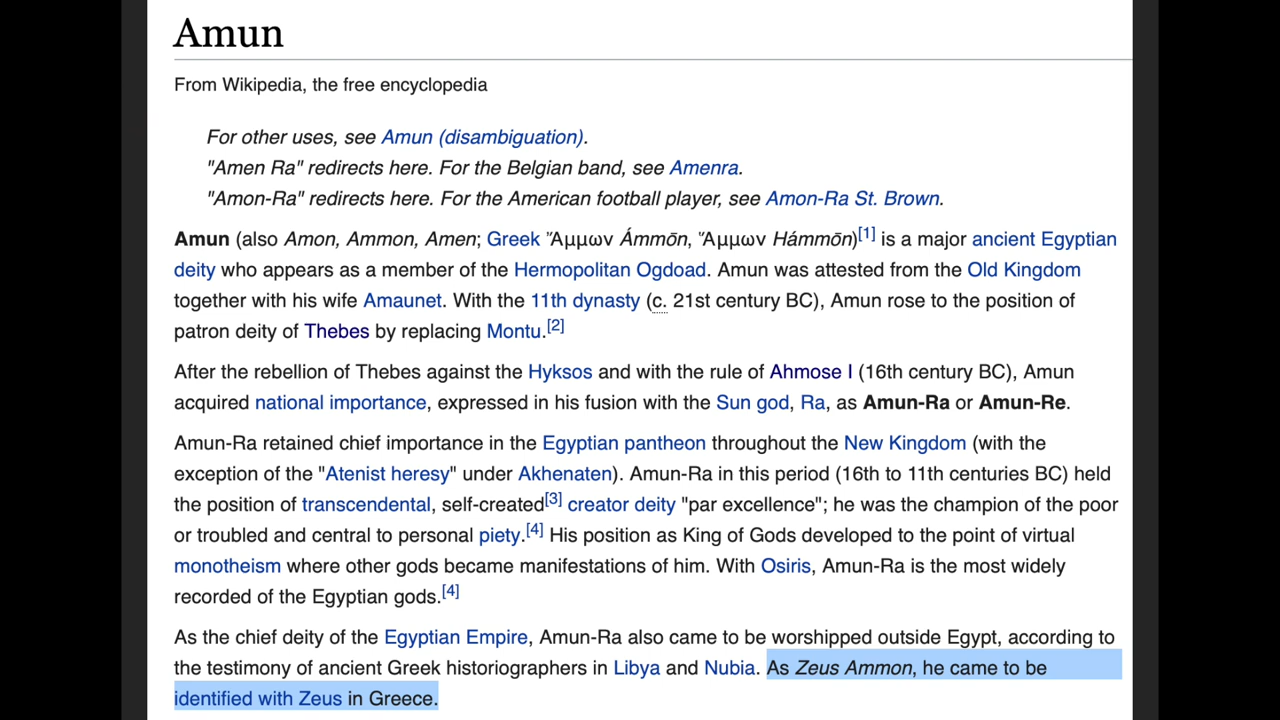 Amun
From Wikipedia, the free encyclopedia
For other uses, see Amun (disambiguation).
"Amen Ra" redirects here. For the Belgian band, see Amenra.
"Amon-Ra" redirects here. For the American football player, see Amon-Ra St. Brown.
Amun (also Amon, Ammon, Amen; Greek Ἄμμων Ámmōn, Ἅμμων Hámmōn)[1] is a major ancient Egyptian
deity who appears as a member of the Hermopolitan Ogdoad. Amun was attested from the Old Kingdom
together with his wife Amaunet. With the 11th dynasty (c. 21st century BC), Amun rose to the position of
patron deity of Thebes by replacing Montu.[2]
After the rebellion of Thebes against the Hyksos and with the rule of Ahmose I (16th century BC), Amun
acquired national importance, expressed in his fusion with the Sun god, Ra, as Amun-Ra or Amun-Re.
Amun-Ra retained chief importance in the Egyptian pantheon throughout the New Kingdom (with the
exception of the "Atenist heresy" under Akhenaten). Amun-Ra in this period (16th to 11th centuries BC) held
the position of transcendental, self-created[3] creator deity "par excellence"; he was the champion of the poor
or troubled and central to personal piety.[4] His position as King of Gods developed to the point of virtual
monotheism where other gods became manifestations of him. With Osiris, Amun-Ra is the most widely
recorded of the Egyptian gods.[4]
As the chief deity of the Egyptian Empire, Amun-Ra also came to be worshipped outside Egypt, according to
the testimony of ancient Greek historiographers in Libya and Nubia. As Zeus Ammon, he came to be
identified with Zeus in Greece.